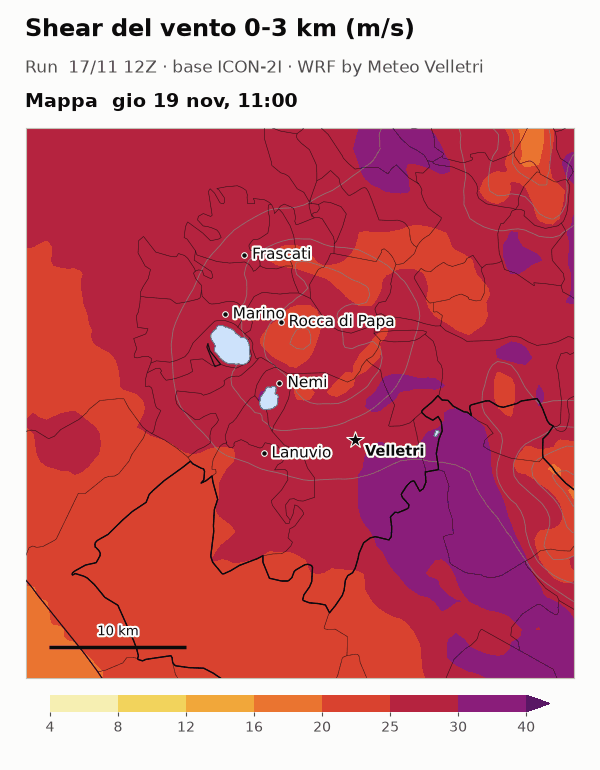 Shear del vento 0-3 km (m/s)
Run  17/11 12Z · base ICON-2I · WRF by Meteo Velletri
Mappa  gio 19 nov, 11:00
Frascati
Marino
Rocca di Papa
Nemi
Velletri
Lanuvio
10 km
4 8 12 16 20 25 30 40